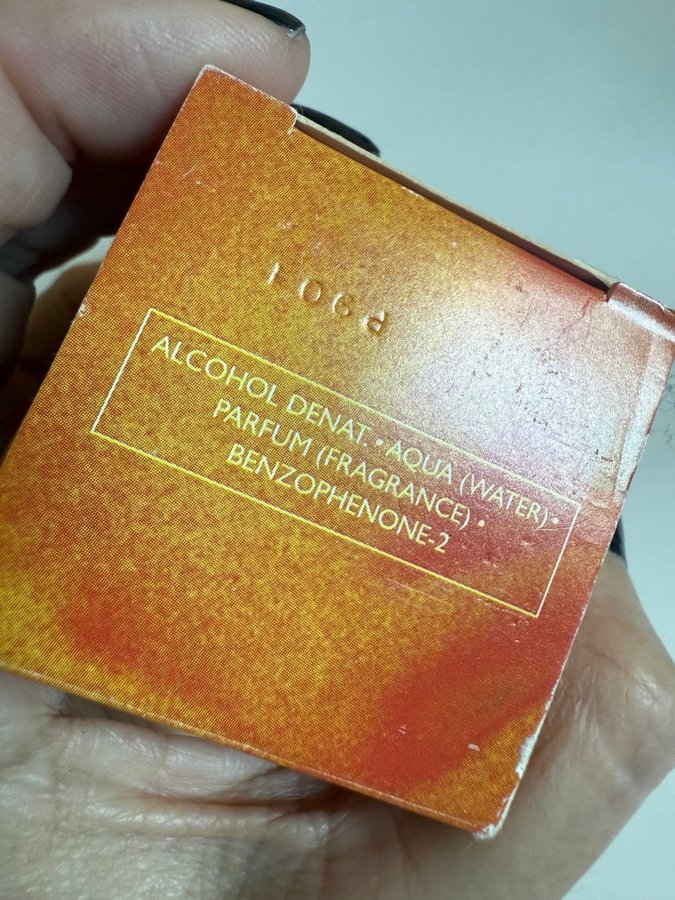 ALCOHOL DENAT. • AQUA (WATER) •
PARFUM (FRAGRANCE) •
BENZOPHENONE-2